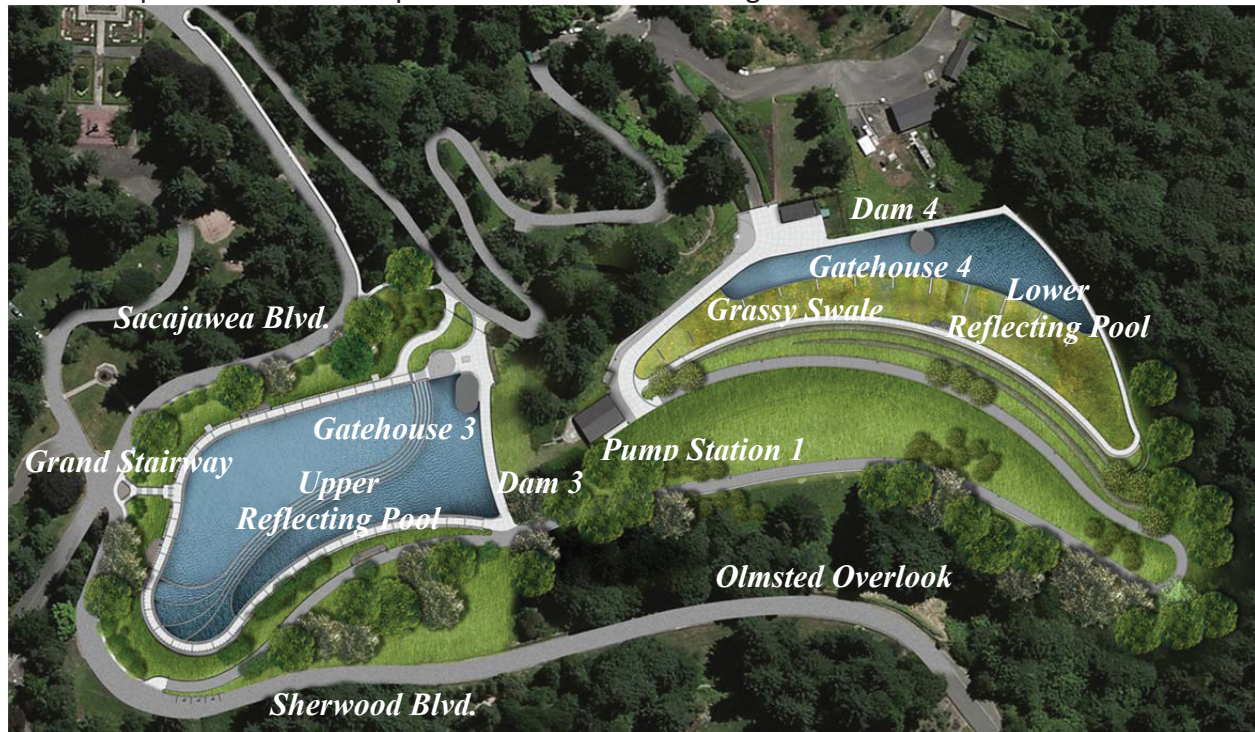 Dam 4
Gatehouse 4
Lower
Reflecting Pool
Grassy Swale
Sacajawea Blvd.
Gatehouse 3
Grand Stairway
Upper
Reflecting Pool
Dam 3
Pump Station 1
Olmsted Overlook
Sherwood Blvd.